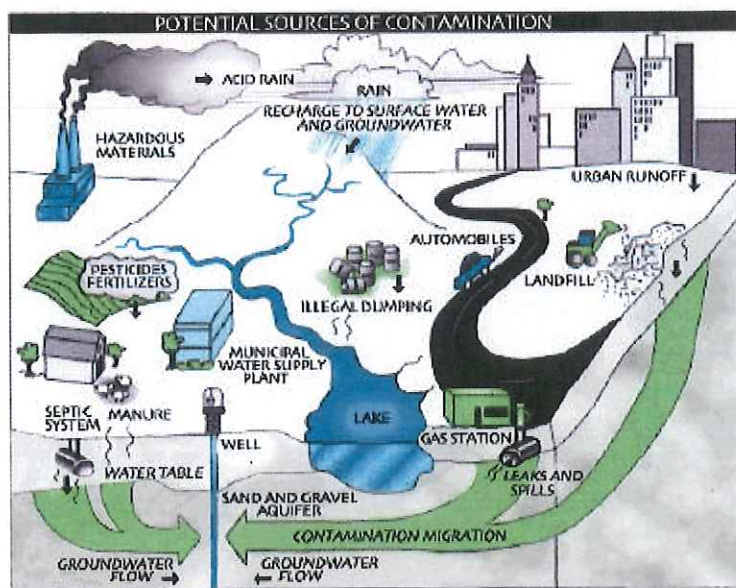 POTENTIAL SOURCES OF CONTAMINATION
ACID RAIN
RAIN
RECHARGE TO SURFACE WATER
AND GROUNDWATER
HAZARDOUS
MATERIALS
URBAN RUNOFF
AUTOMOBILES
PESTICIDES
FERTILIZERS
ILLEGAL DUMPING
LANDFILL
MUNICIPAL
WATER SUPPLY
PLANT
SEPTIC
SYSTEM
MANURE
LAKE
GAS STATION
WELL
WATER TABLE
LEAKS AND
SPILLS
SAND AND GRAVEL
AQUIFER
CONTAMINATION MIGRATION
GROUNDWATER
FLOW
GROUNDWATER
FLOW